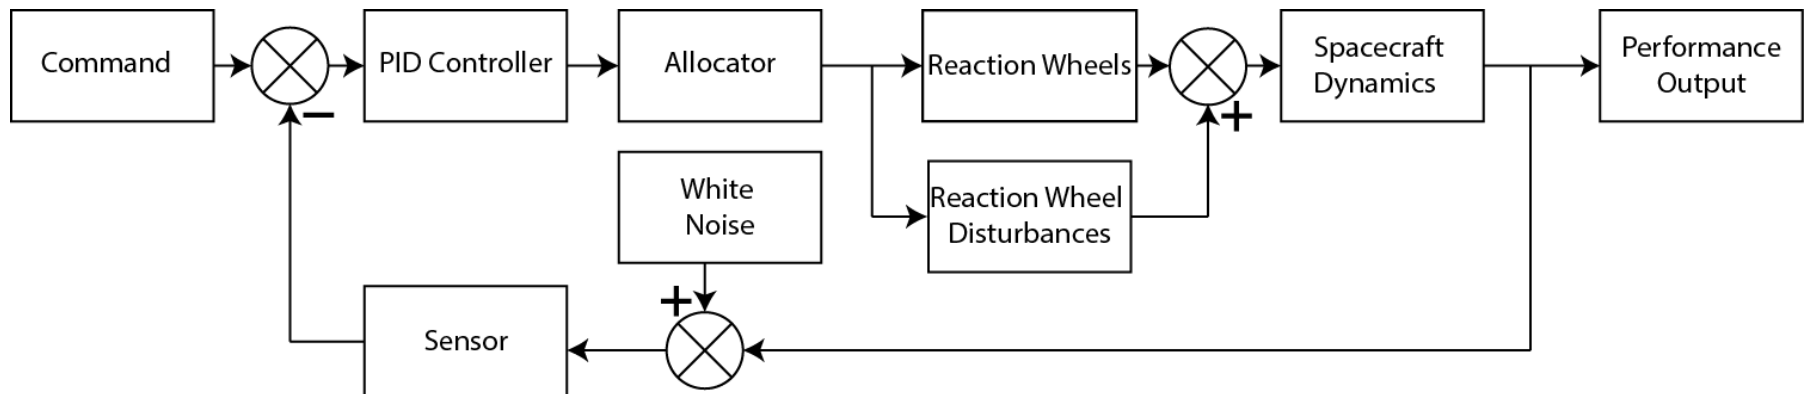 Command
PID Controller
Allocator
Reaction Wheels
Spacecraft
Dynamics
Performance
Output
−
+
White
Noise
Reaction Wheel
Disturbances
+
Sensor